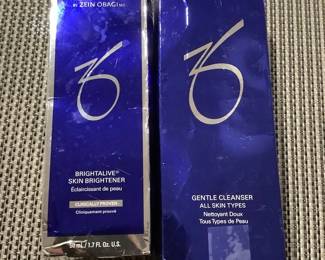 BY ZEIN OBAGI MD
BRIGHTALIVE®
SKIN BRIGHTENER
Éclaircissant de peau
CLINICALLY PROVEN
Cliniquement prouvé
50 mL / 1.7 Fl. Oz. U.S.
GENTLE CLEANSER
ALL SKIN TYPES
Nettoyant Doux
Tous Types de Peau